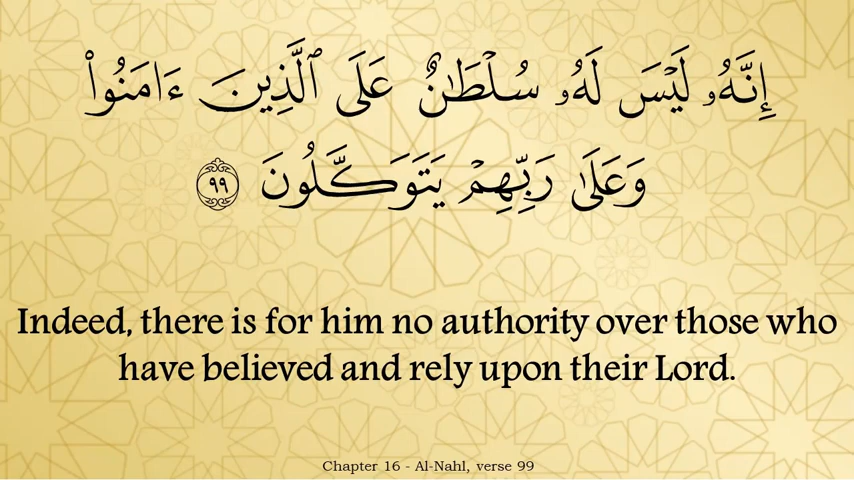 إِنَّهُۥ لَيْسَ لَهُۥ سُلْطَـٰنٌ عَلَى ٱلَّذِينَ ءَامَنُوا۟
وَعَلَىٰ رَبِّهِمْ يَتَوَكَّلُونَ ٩٩
Indeed, there is for him no authority over those who
have believed and rely upon their Lord.
Chapter 16 - Al-Nahl, verse 99